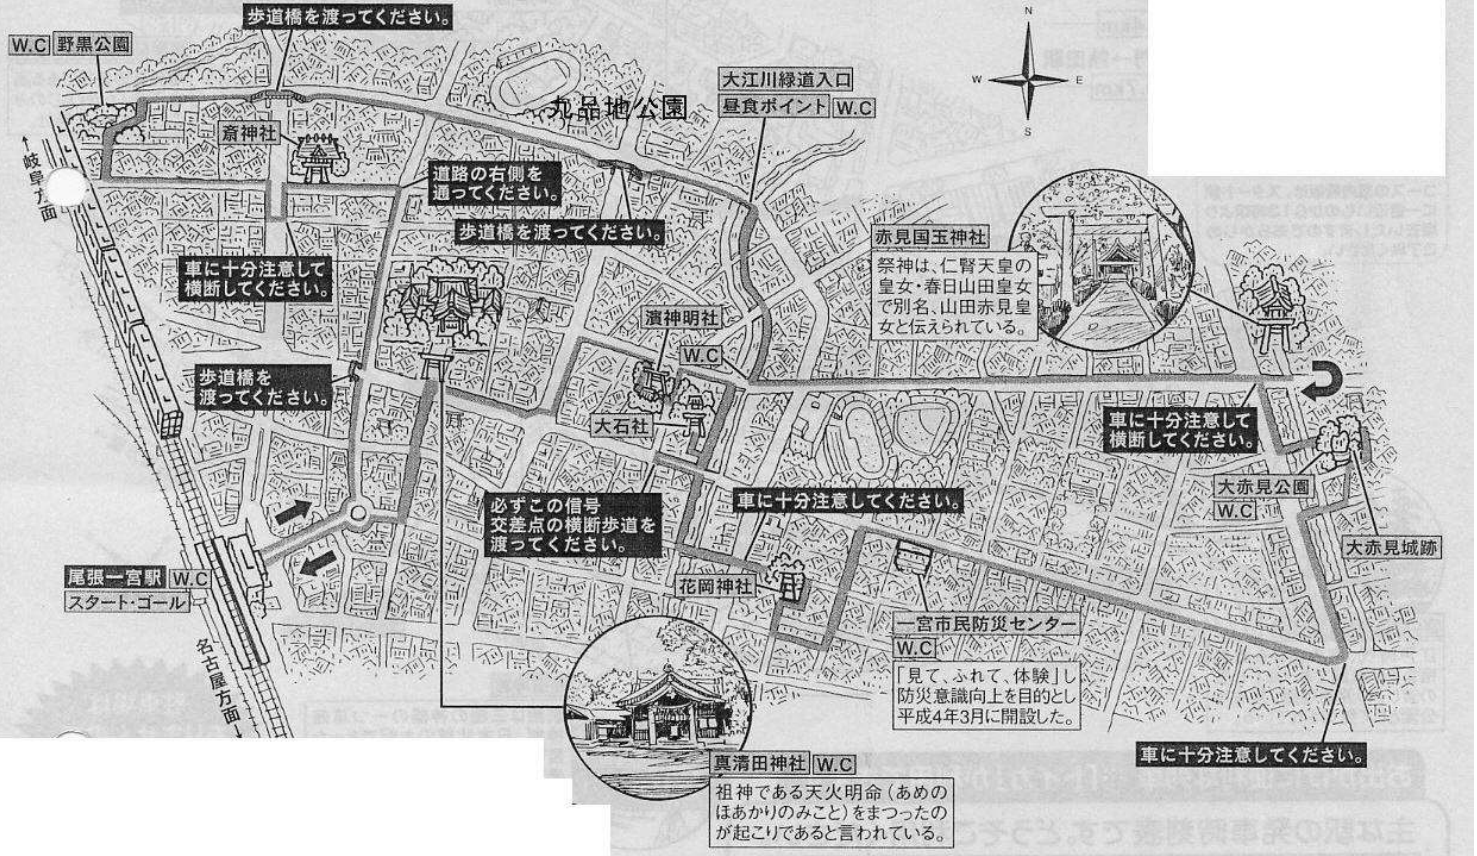 歩道橋を渡ってください。
W.C 野黒公園
N
W
E
S
大江川緑道入口
昼食ポイント W.C
九品地公園
斎神社
↑岐阜方面
道路の右側を
通ってください。
歩道橋を渡ってください。
赤見国玉神社
祭神は、仁賢天皇の
皇女・春日山田皇女
で別名、山田赤見皇
女と伝えられている。
車に十分注意して
横断してください。
濱神明社
W.C
歩道橋を
渡ってください。
大石社
車に十分注意して
横断してください。
大赤見公園
W.C
必ずこの信号
交差点の横断歩道を
渡ってください。
車に十分注意してください。
大赤見城跡
尾張一宮駅 W.C
スタート・ゴール
花岡神社
一宮市民防災センター
W.C
「見て、ふれて、体験」し
防災意識向上を目的とし
平成4年3月に開設した。
名古屋方面↓
車に十分注意してください。
真清田神社 W.C
祖神である天火明命(あめの
ほあかりのみこと)をまつったの
が起こりであると言われている。